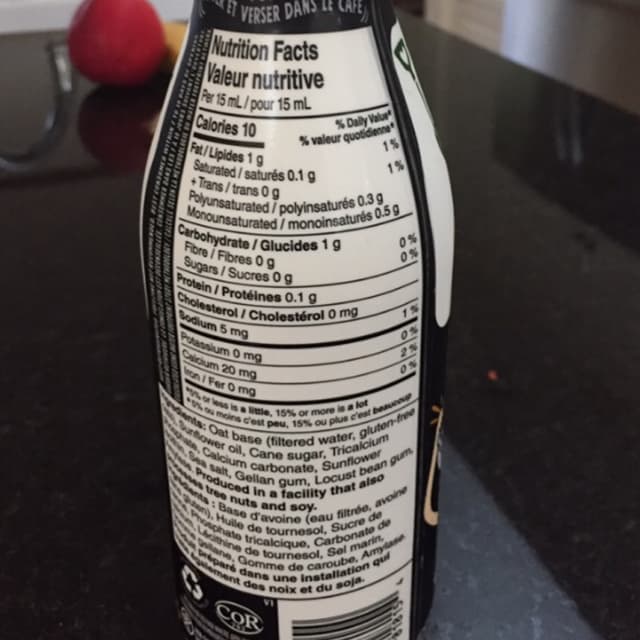 ET VERSER DANS LE CAFÉ
Nutrition Facts
Valeur nutritive
Per 15 mL / pour 15 mL
Calories 10
% Daily Value*
% valeur quotidienne*
Fat / Lipides 1 g 1 %
Saturated / saturés 0.1 g 1 %
+ Trans / trans 0 g
Polyunsaturated / polyinsaturés 0.3 g
Monounsaturated / monoinsaturés 0.5 g
Carbohydrate / Glucides 1 g
Fibre / Fibres 0 g 0 %
Sugars / Sucres 0 g 0 %
Protein / Protéines 0.1 g
Cholesterol / Cholestérol 0 mg
Sodium 5 mg 1 %
Potassium 0 mg 0 %
Calcium 20 mg 2 %
Iron / Fer 0 mg 0 %
*5% or less is a little, 15% or more is a lot
*5% ou moins c'est peu, 15% ou plus c'est beaucoup
Oat base (filtered water, gluten-free
oil, Cane sugar, Tricalcium
Calcium carbonate, Sunflower
Sea salt, Gellan gum, Locust bean gum,
Produced in a facility that also
tree nuts and soy.
: Base d'avoine (eau filtrée, avoine
Huile de tournesol, Sucre de
Phosphate tricalcique, Carbonate de
Lécithine de tournesol, Sel marin,
gellane, Gomme de caroube, Amylase.
préparé dans une installation qui
également des noix et du soja.
COR
VI